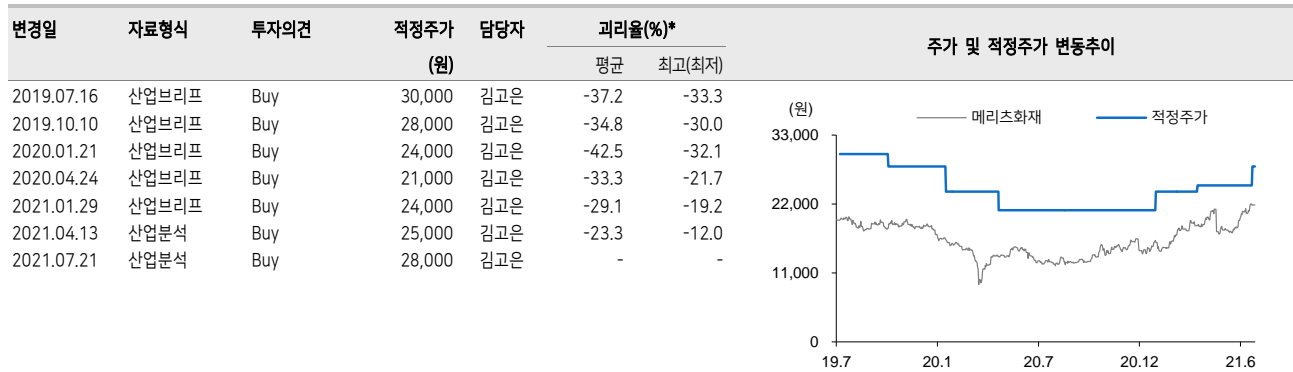 변경일 자료형식 투자의견 적정주가 담당자 괴리율(%)*
(원) 평균 최고(최저)
2019.07.16 산업브리프 Buy 30,000 김고은 -37.2 -33.3
2019.10.10 산업브리프 Buy 28,000 김고은 -34.8 -30.0
2020.01.21 산업브리프 Buy 24,000 김고은 -42.5 -32.1
2020.04.24 산업브리프 Buy 21,000 김고은 -33.3 -21.7
2021.01.29 산업브리프 Buy 24,000 김고은 -29.1 -19.2
2021.04.13 산업분석 Buy 25,000 김고은 -23.3 -12.0
2021.07.21 산업분석 Buy 28,000 김고은 - -
주가 및 적정주가 변동추이
(원)
메리츠화재 적정주가
33,000
22,000
11,000
0
19.7 20.1 20.7 20.12 21.6